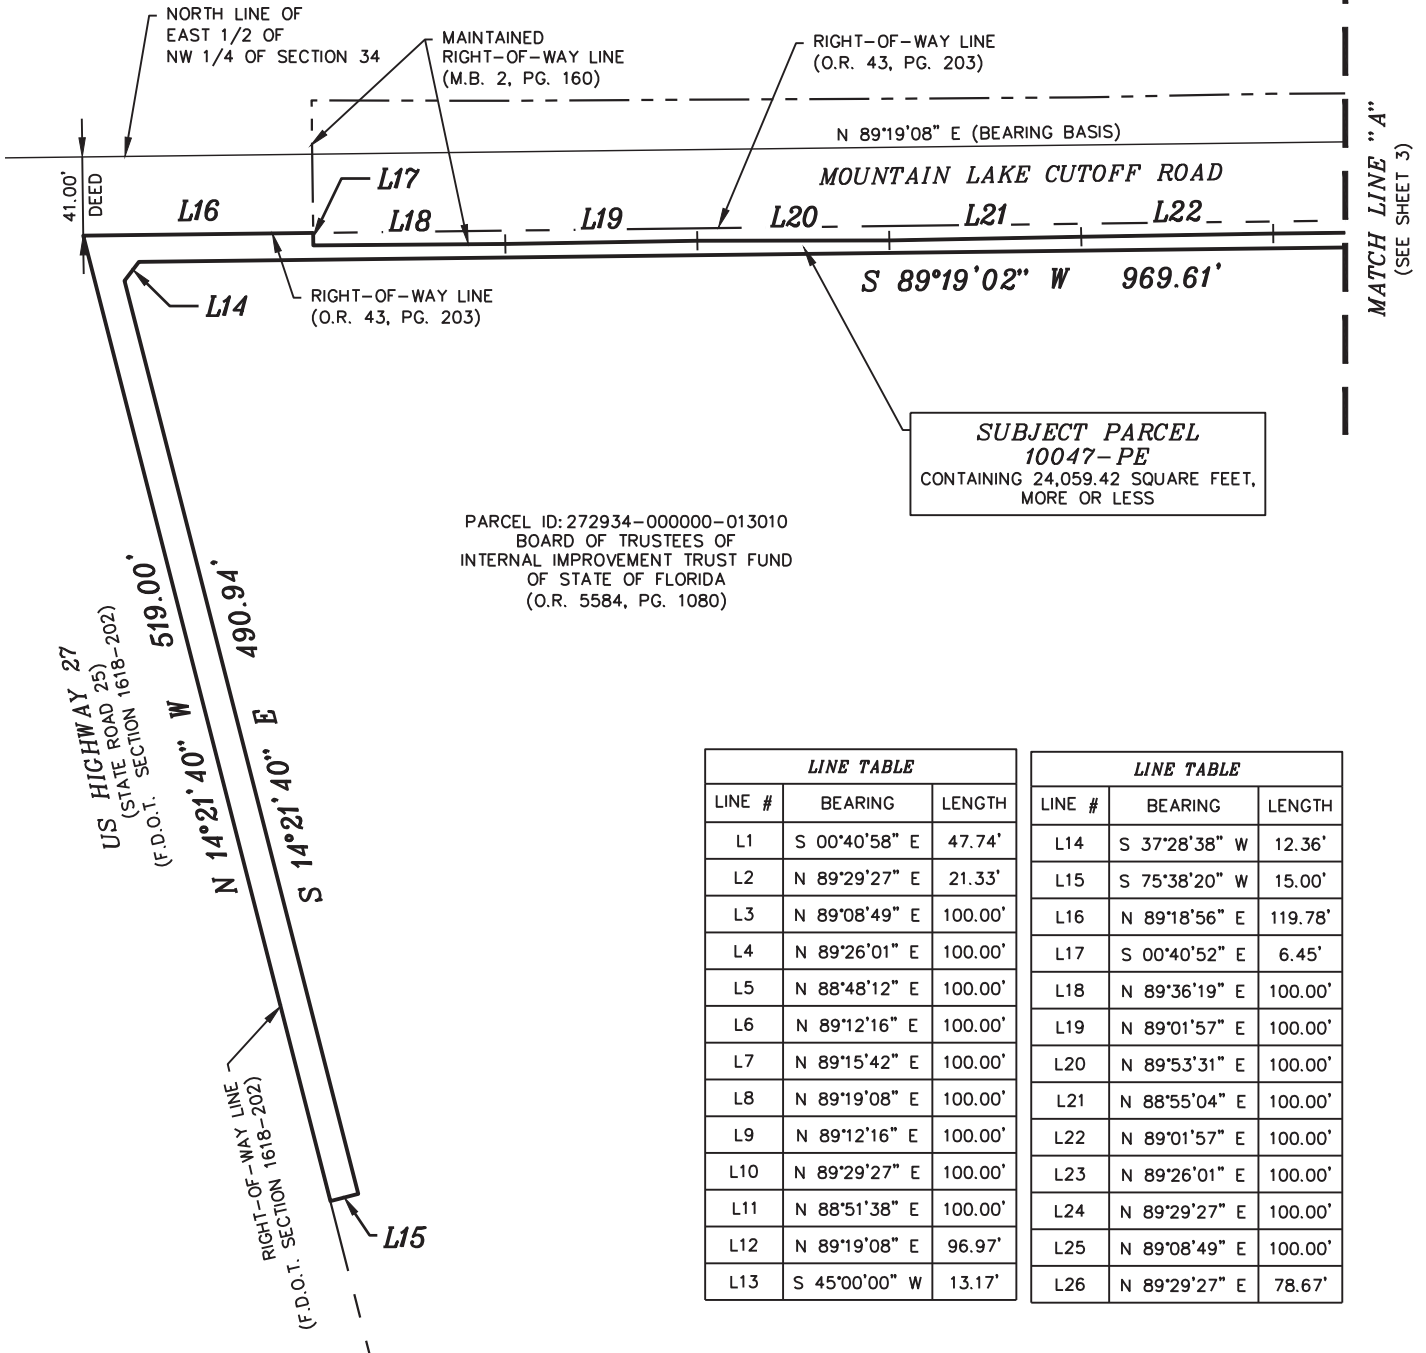 NORTH LINE OF
EAST 1/2 OF
NW 1/4 OF SECTION 34
MAINTAINED
RIGHT-OF-WAY LINE
(M.B. 2, PG. 160)
RIGHT-OF-WAY LINE
(O.R. 43, PG. 203)
N 89°19'08" E (BEARING BASIS)
MOUNTAIN LAKE CUTOFF ROAD
MATCH LINE "A"
(SEE SHEET 3)
41.00'
DEED
L16
L17
L18
L19
L20
L21
L22
L14
RIGHT-OF-WAY LINE
(O.R. 43, PG. 203)
S 89°19'02" W 969.61'
SUBJECT PARCEL
10047-PE
CONTAINING 24,059.42 SQUARE FEET,
MORE OR LESS
PARCEL ID: 272934-000000-013010
BOARD OF TRUSTEES OF
INTERNAL IMPROVEMENT TRUST FUND
OF STATE OF FLORIDA
(O.R. 5584, PG. 1080)
US HIGHWAY 27
(STATE ROAD 25)
(F.D.O.T. SECTION 1618-202)
N 14°21'40" W 519.00'
S 14°21'40" E 490.94'
RIGHT-OF-WAY LINE
(F.D.O.T. SECTION 1618-202)
L15
LINE TABLE
LINE # BEARING LENGTH
L1 S 00°40'58" E 47.74'
L2 N 89°29'27" E 21.33'
L3 N 89°08'49" E 100.00'
L4 N 89°26'01" E 100.00'
L5 N 88°48'12" E 100.00'
L6 N 89°12'16" E 100.00'
L7 N 89°15'42" E 100.00'
L8 N 89°19'08" E 100.00'
L9 N 89°12'16" E 100.00'
L10 N 89°29'27" E 100.00'
L11 N 88°51'38" E 100.00'
L12 N 89°19'08" E 96.97'
L13 S 45°00'00" W 13.17'
LINE TABLE
LINE # BEARING LENGTH
L14 S 37°28'38" W 12.36'
L15 S 75°38'20" W 15.00'
L16 N 89°18'56" E 119.78'
L17 S 00°40'52" E 6.45'
L18 N 89°36'19" E 100.00'
L19 N 89°01'57" E 100.00'
L20 N 89°53'31" E 100.00'
L21 N 88°55'04" E 100.00'
L22 N 89°01'57" E 100.00'
L23 N 89°26'01" E 100.00'
L24 N 89°29'27" E 100.00'
L25 N 89°08'49" E 100.00'
L26 N 89°29'27" E 78.67'